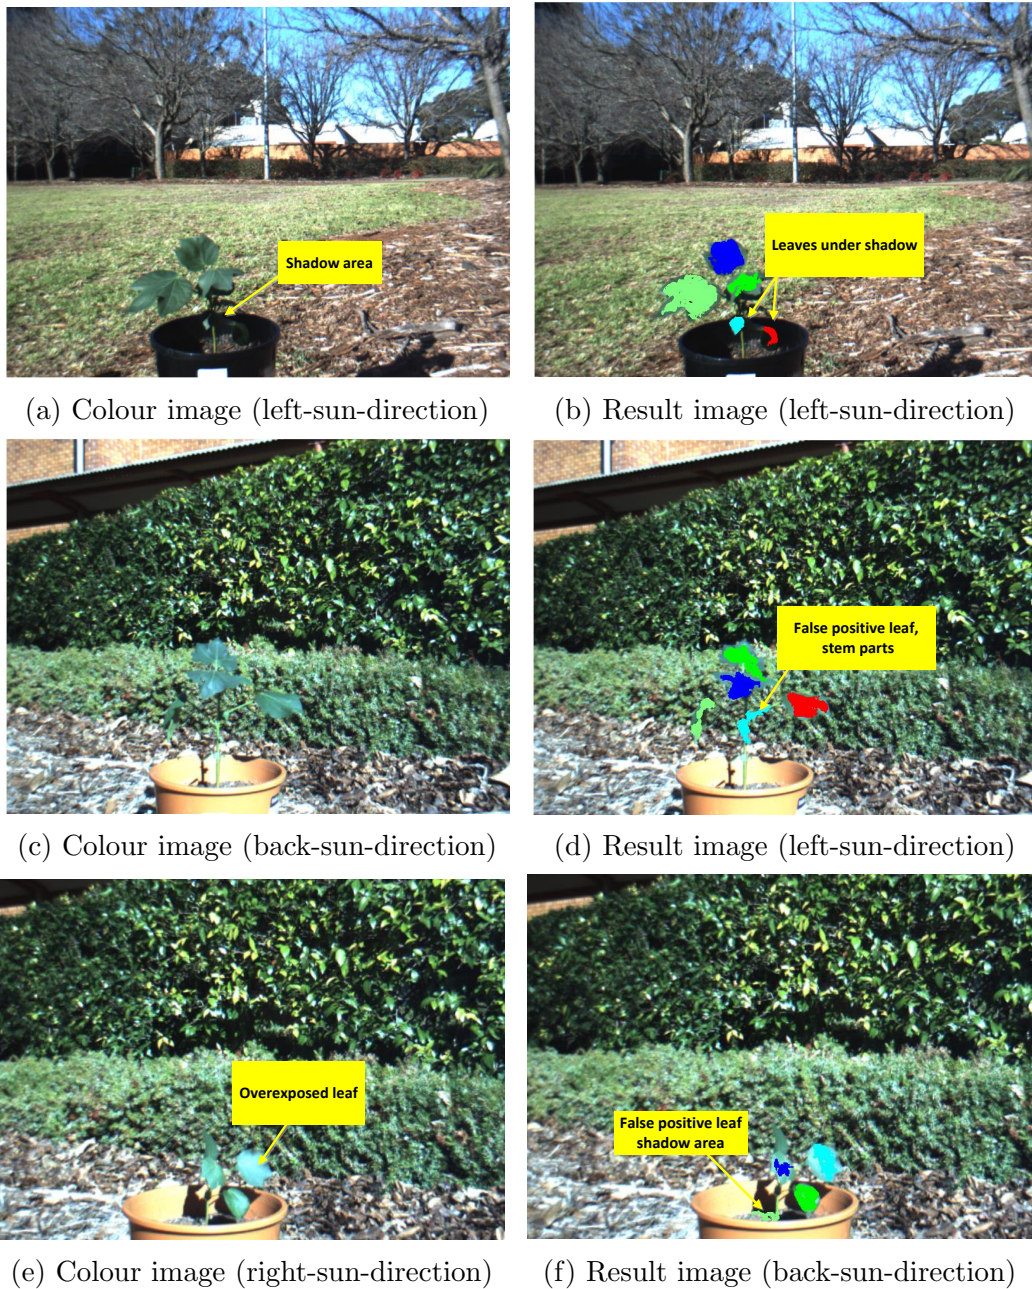 Shadow area
Leaves under shadow
(a) Colour image (left-sun-direction)
(b) Result image (left-sun-direction)
False positive leaf,
stem parts
(c) Colour image (back-sun-direction)
(d) Result image (left-sun-direction)
Overexposed leaf
False positive leaf
shadow area
(e) Colour image (right-sun-direction)
(f) Result image (back-sun-direction)